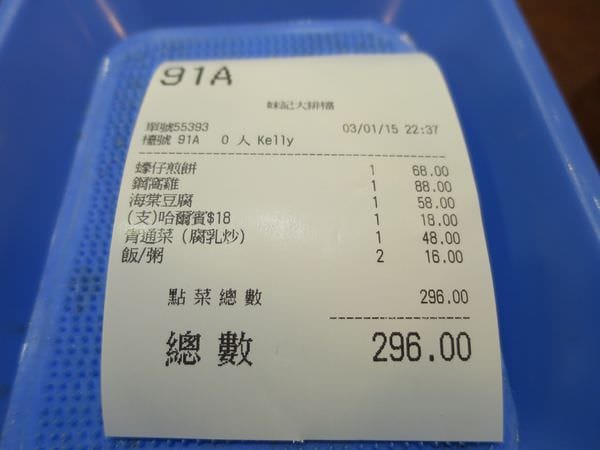 91A
妹記大排檔
單號55393 03/01/15 22:37
檯號 91A 0 人 Kelly
蠔仔煎餅 1 68.00
鋼窩雞 1 88.00
海棠豆腐 1 58.00
(支)哈爾賓$18 1 18.00
青通菜(腐乳炒) 1 48.00
飯/粥 2 16.00
點菜總數 296.00
總數 296.00